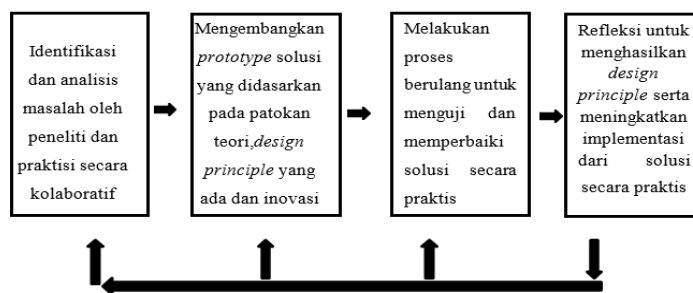 Identifikasi
dan analisis
masalah oleh
peneliti dan
praktisi secara
kolaboratif
Mengembangkan
prototype solusi
yang didasarkan
pada patokan
teori,design
principle yang
ada dan inovasi
Melakukan
proses
berulang untuk
menguji dan
memperbaiki
solusi secara
praktis
Refleksi untuk
menghasilkan
design
principle serta
meningkatkan
implementasi
dari solusi
secara praktis